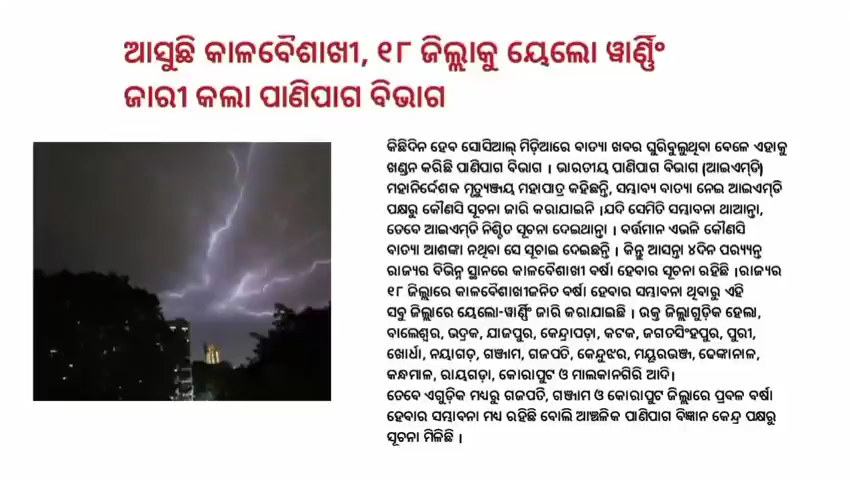 ଆସୁଛି କାଳବୈଶାଖୀ, ୧୮ ଜିଲ୍ଲାକୁ ୟେଲୋ ୱାର୍ଣ୍ଣିଂ
ଜାରୀ କଲା ପାଣିପାଗ ବିଭାଗ
କିଛିଦିନ ହେବ ସୋସିଆଲ୍ ମିଡ଼ିଆରେ ବାତ୍ୟା ଖବର ଘୁରିବୁଲୁଥିବା ବେଳେ ଏହାକୁ
ଖଣ୍ଡନ କରିଛି ପାଣିପାଗ ବିଭାଗ । ଭାରତୀୟ ପାଣିପାଗ ବିଭାଗ (ଆଇଏମ୍‌ଡି)
ମହାନିର୍ଦ୍ଦେଶକ ମୃତ୍ୟୁଞ୍ଜୟ ମହାପାତ୍ର କହିଛନ୍ତି, ସମ୍ଭାବ୍ୟ ବାତ୍ୟା ନେଇ ଆଇଏମ୍‌ଡି
ପକ୍ଷରୁ କୌଣସି ସୂଚନା ଜାରି କରାଯାଇନି ।ଯଦି ସେମିତି ସମ୍ଭାବନା ଥାଆନ୍ତା,
ତେବେ ଆଇଏମ୍‌ଡି ନିଶ୍ଚିତ ସୂଚନା ଦେଇଥାନ୍ତା । ବର୍ତ୍ତମାନ ଏଭଳି କୌଣସି
ବାତ୍ୟା ଆଶଙ୍କା ନଥିବା ସେ ସୂଚାଇ ଦେଇଛନ୍ତି । କିନ୍ତୁ ଆସନ୍ତା ୪ଦିନ ପର୍ଯ୍ୟନ୍ତ
ରାଜ୍ୟର ବିଭିନ୍ନ ସ୍ଥାନରେ କାଳବୈଶାଖୀ ବର୍ଷା ହେବାର ସୂଚନା ରହିଛି ।ରାଜ୍ୟର
୧୮ ଜିଲ୍ଲାରେ କାଳବୈଶାଖୀଜନିତ ବର୍ଷା ହେବାର ସମ୍ଭାବନା ଥିବାରୁ ଏହି
ସବୁ ଜିଲ୍ଲାରେ ୟେଲୋ-ୱାର୍ଣ୍ଣିଂ ଜାରି କରାଯାଇଛି । ଉକ୍ତ ଜିଲ୍ଲାଗୁଡ଼ିକ ହେଲା,
ବାଲେଶ୍ୱର, ଭଦ୍ରକ, ଯାଜପୁର, କେନ୍ଦ୍ରାପଡ଼ା, କଟକ, ଜଗତସିଂହପୁର, ପୁରୀ,
ଖୋର୍ଧା, ନୟାଗଡ଼, ଗଞ୍ଜାମ, ଗଜପତି, କେନ୍ଦୁଝର, ମୟୂରଭଞ୍ଜ, ଢେଙ୍କାନାଳ,
କନ୍ଧମାଳ, ରାୟଗଡ଼ା, କୋରାପୁଟ ଓ ମାଲକାନଗିରି ଆଦି।
ତେବେ ଏଗୁଡ଼ିକ ମଧ୍ୟରୁ ଗଜପତି, ଗଞ୍ଜାମ ଓ କୋରାପୁଟ ଜିଲ୍ଲାରେ ପ୍ରବଳ ବର୍ଷା
ହେବାର ସମ୍ଭାବନା ମଧ୍ୟ ରହିଛି ବୋଲି ଆଞ୍ଚଳିକ ପାଣିପାଗ ବିଜ୍ଞାନ କେନ୍ଦ୍ର ପକ୍ଷରୁ
ସୂଚନା ମିଳିଛି ।